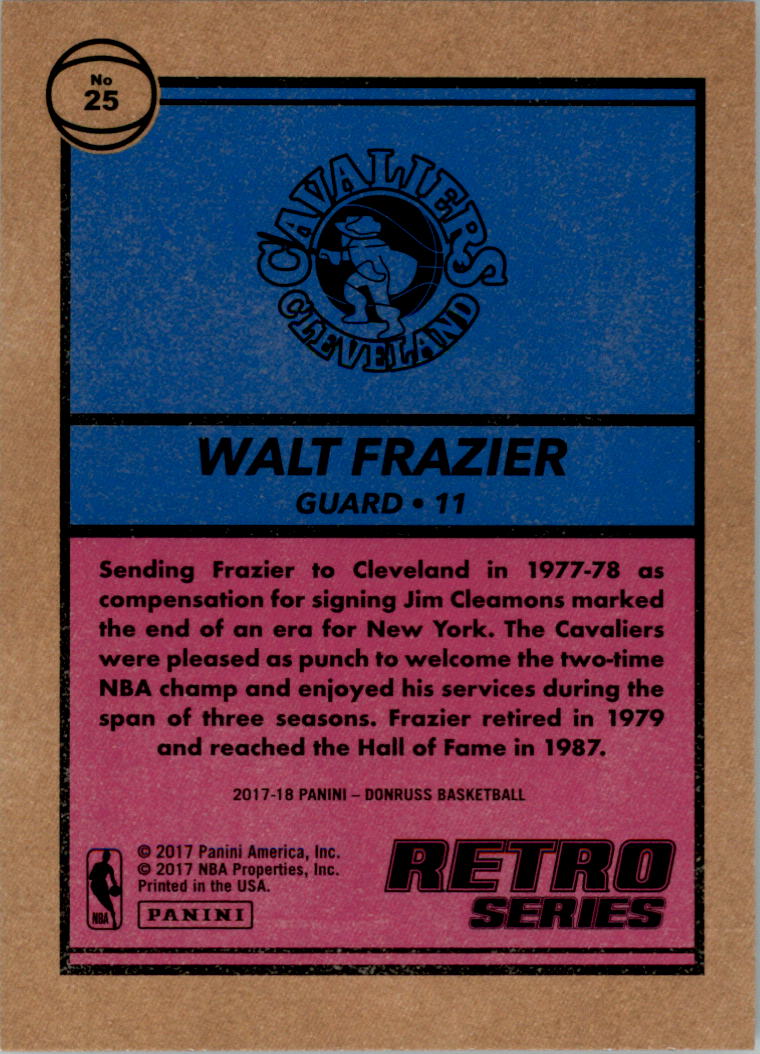 No
25
CAVALIERS
CLEVELAND
WALT FRAZIER
GUARD • 11
Sending Frazier to Cleveland in 1977-78 as
compensation for signing Jim Cleamons marked
the end of an era for New York. The Cavaliers
were pleased as punch to welcome the two-time
NBA champ and enjoyed his services during the
span of three seasons. Frazier retired in 1979
and reached the Hall of Fame in 1987.
2017-18 PANINI – DONRUSS BASKETBALL
© 2017 Panini America, Inc.
© 2017 NBA Properties, Inc.
Printed in the USA.
NBA
PANINI
RETRO
SERIES